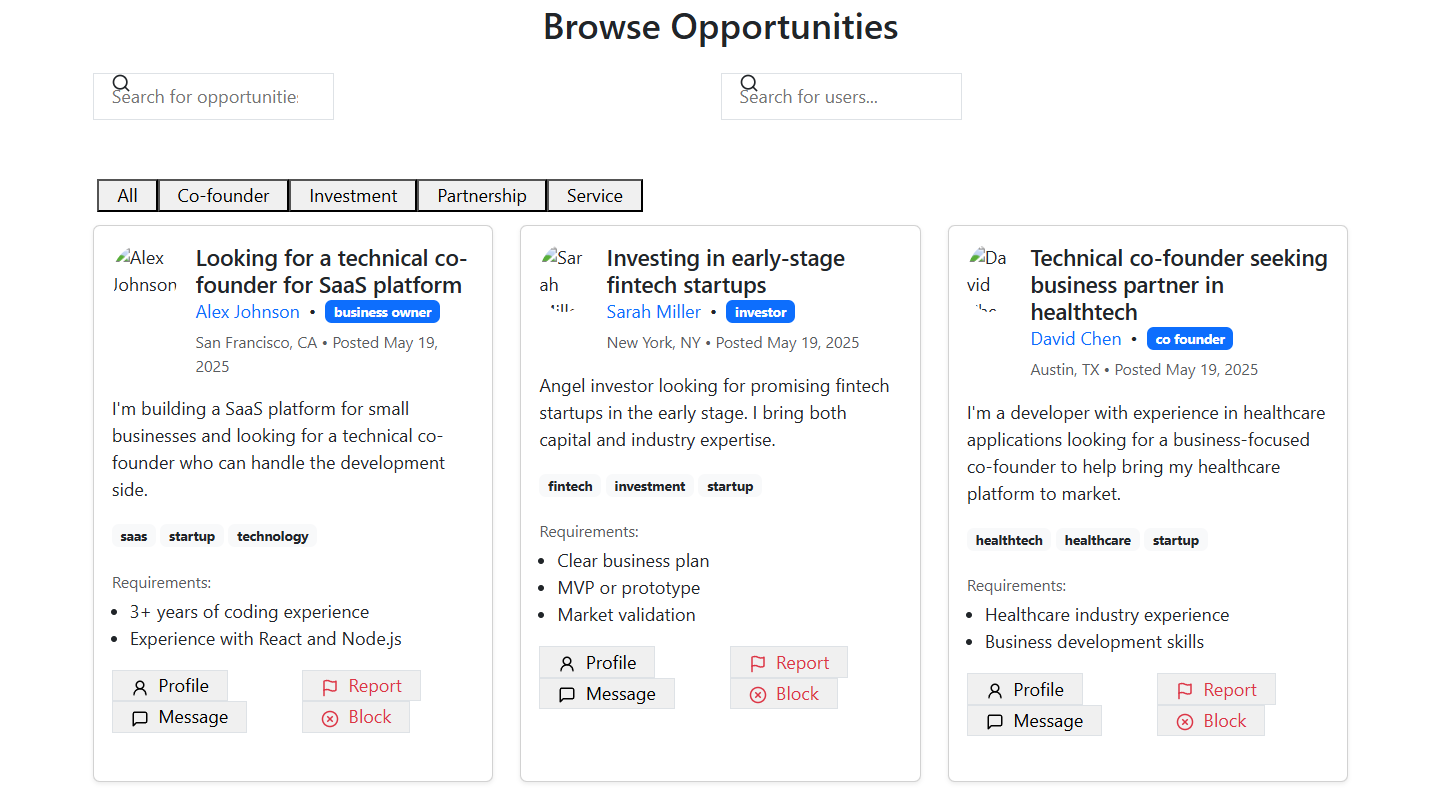 Browse Opportunities
Search for opportunities
Search for users...
All
Co-founder
Investment
Partnership
Service
Alex
Johnson
Looking for a technical co-
founder for SaaS platform
Alex Johnson • business owner
San Francisco, CA • Posted May 19,
2025
I'm building a SaaS platform for small
businesses and looking for a technical co-
founder who can handle the development
side.
saas startup technology
Requirements:
• 3+ years of coding experience
• Experience with React and Node.js
Profile
Report
Message
Block
Sar
ah
Investing in early-stage
fintech startups
Sarah Miller • investor
New York, NY • Posted May 19, 2025
Angel investor looking for promising fintech
startups in the early stage. I bring both
capital and industry expertise.
fintech investment startup
Requirements:
• Clear business plan
• MVP or prototype
• Market validation
Profile
Report
Message
Block
Da
vid
Technical co-founder seeking
business partner in
healthtech
David Chen • co founder
Austin, TX • Posted May 19, 2025
I'm a developer with experience in healthcare
applications looking for a business-focused
co-founder to help bring my healthcare
platform to market.
healthtech healthcare startup
Requirements:
• Healthcare industry experience
• Business development skills
Profile
Report
Message
Block